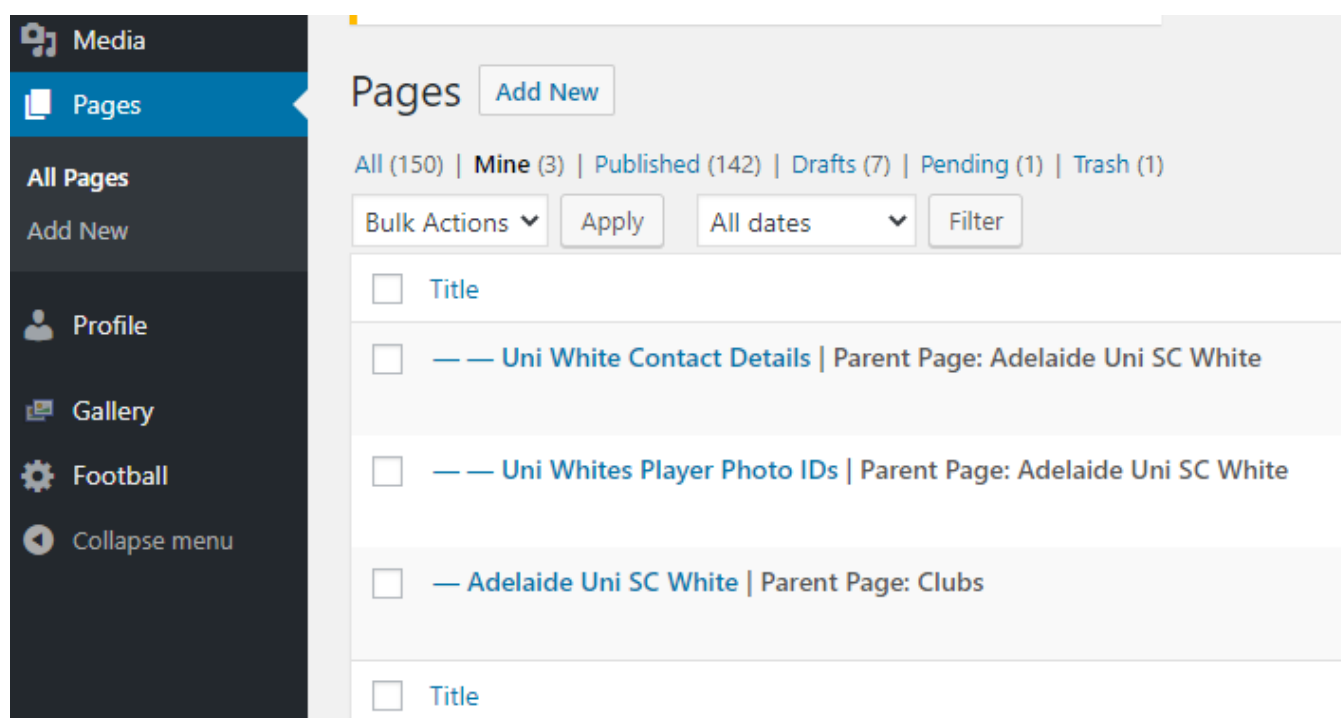 Media
Pages
All Pages
Add New
Profile
Gallery
Football
Collapse menu
Pages Add New
All (150) | Mine (3) | Published (142) | Drafts (7) | Pending (1) | Trash (1)
Bulk Actions Apply All dates Filter
Title
— — Uni White Contact Details | Parent Page: Adelaide Uni SC White
— — Uni Whites Player Photo IDs | Parent Page: Adelaide Uni SC White
— Adelaide Uni SC White | Parent Page: Clubs
Title